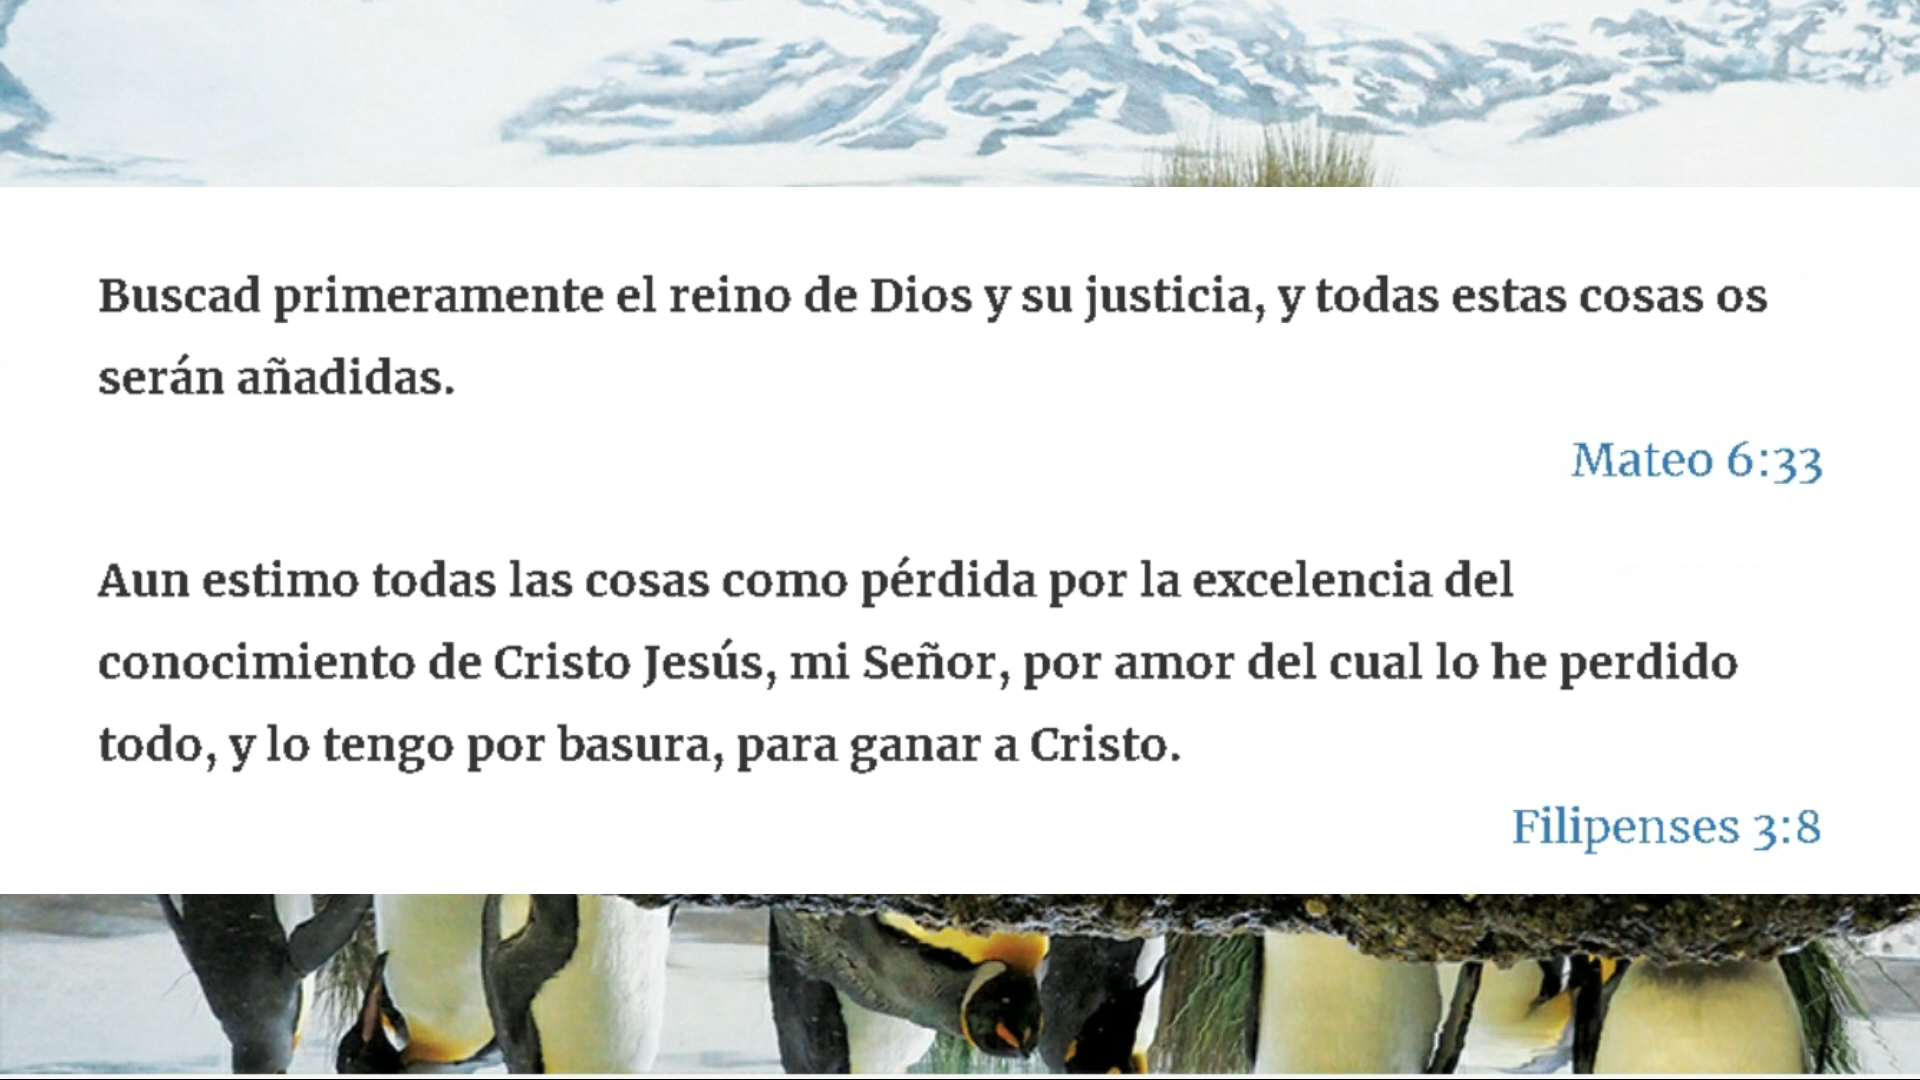 Buscad primeramente el reino de Dios y su justicia, y todas estas cosas os
serán añadidas.
Mateo 6:33
Aun estimo todas las cosas como pérdida por la excelencia del
conocimiento de Cristo Jesús, mi Señor, por amor del cual lo he perdido
todo, y lo tengo por basura, para ganar a Cristo.
Filipenses 3:8